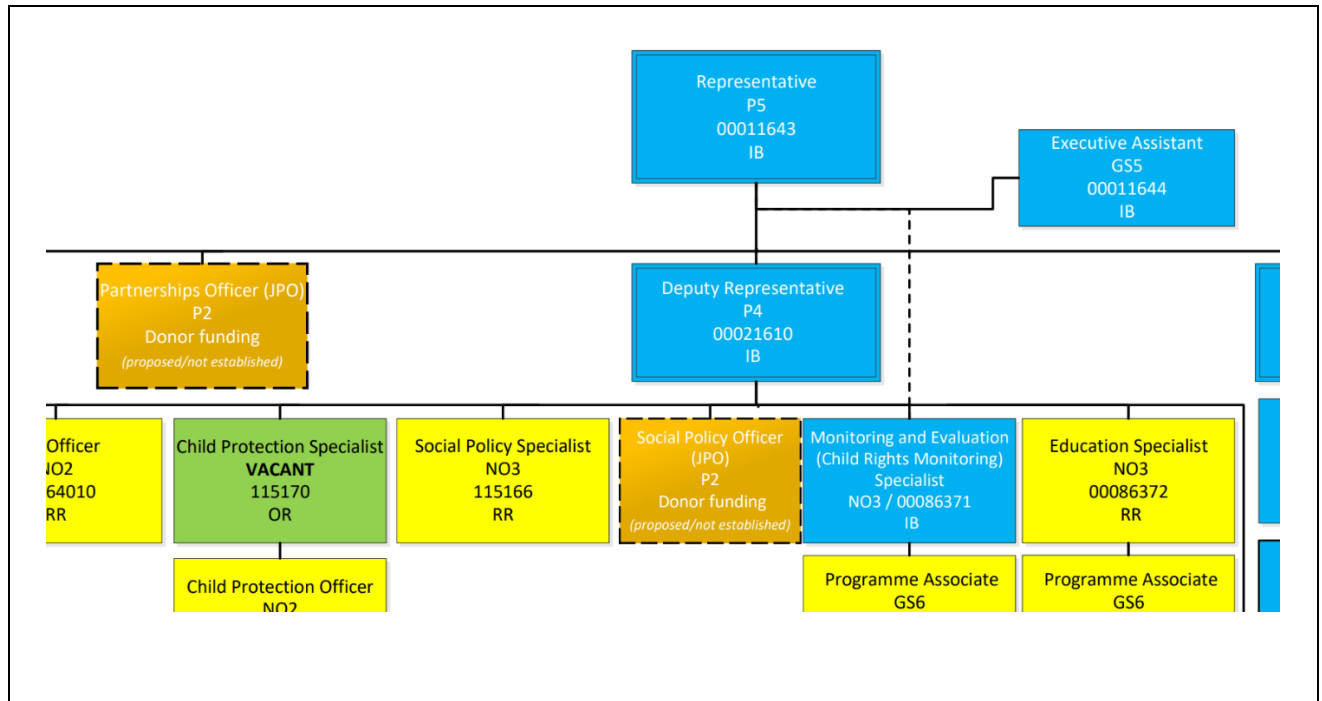 Representative
P5
00011643
IB
Executive Assistant
GS5
00011644
IB
Partnerships Officer (JPO)
P2
Donor funding
(proposed/not established)
Deputy Representative
P4
00021610
IB
Officer
NO2
64010
RR
Child Protection Specialist
VACANT
115170
OR
Social Policy Specialist
NO3
115166
RR
Social Policy Officer
(JPO)
P2
Donor funding
(proposed/not established)
Monitoring and Evaluation
(Child Rights Monitoring)
Specialist
NO3 / 00086371
IB
Education Specialist
NO3
00086372
RR
Child Protection Officer
NO2
Programme Associate
GS6
Programme Associate
GS6